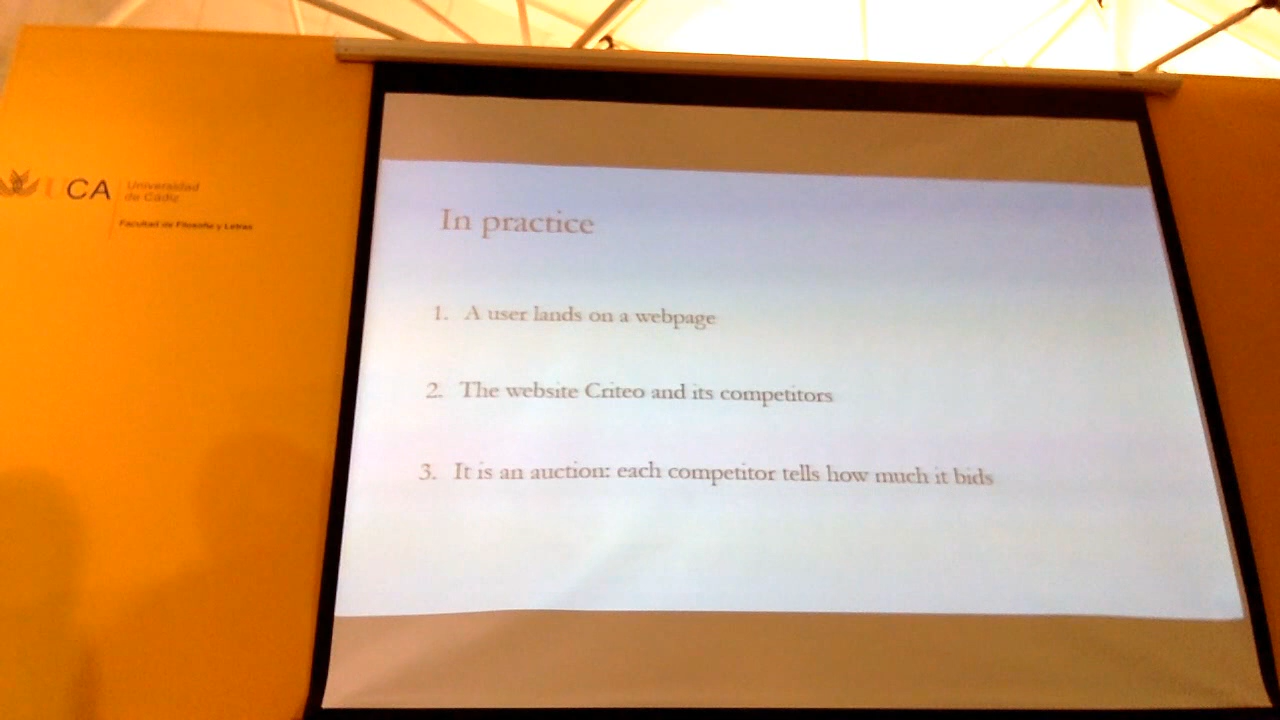 UCA
Universidad
de Cádiz
Facultad de Filosofía y Letras
In practice
1. A user lands on a webpage
2. The website Criteo and its competitors
3. It is an auction: each competitor tells how much it bids